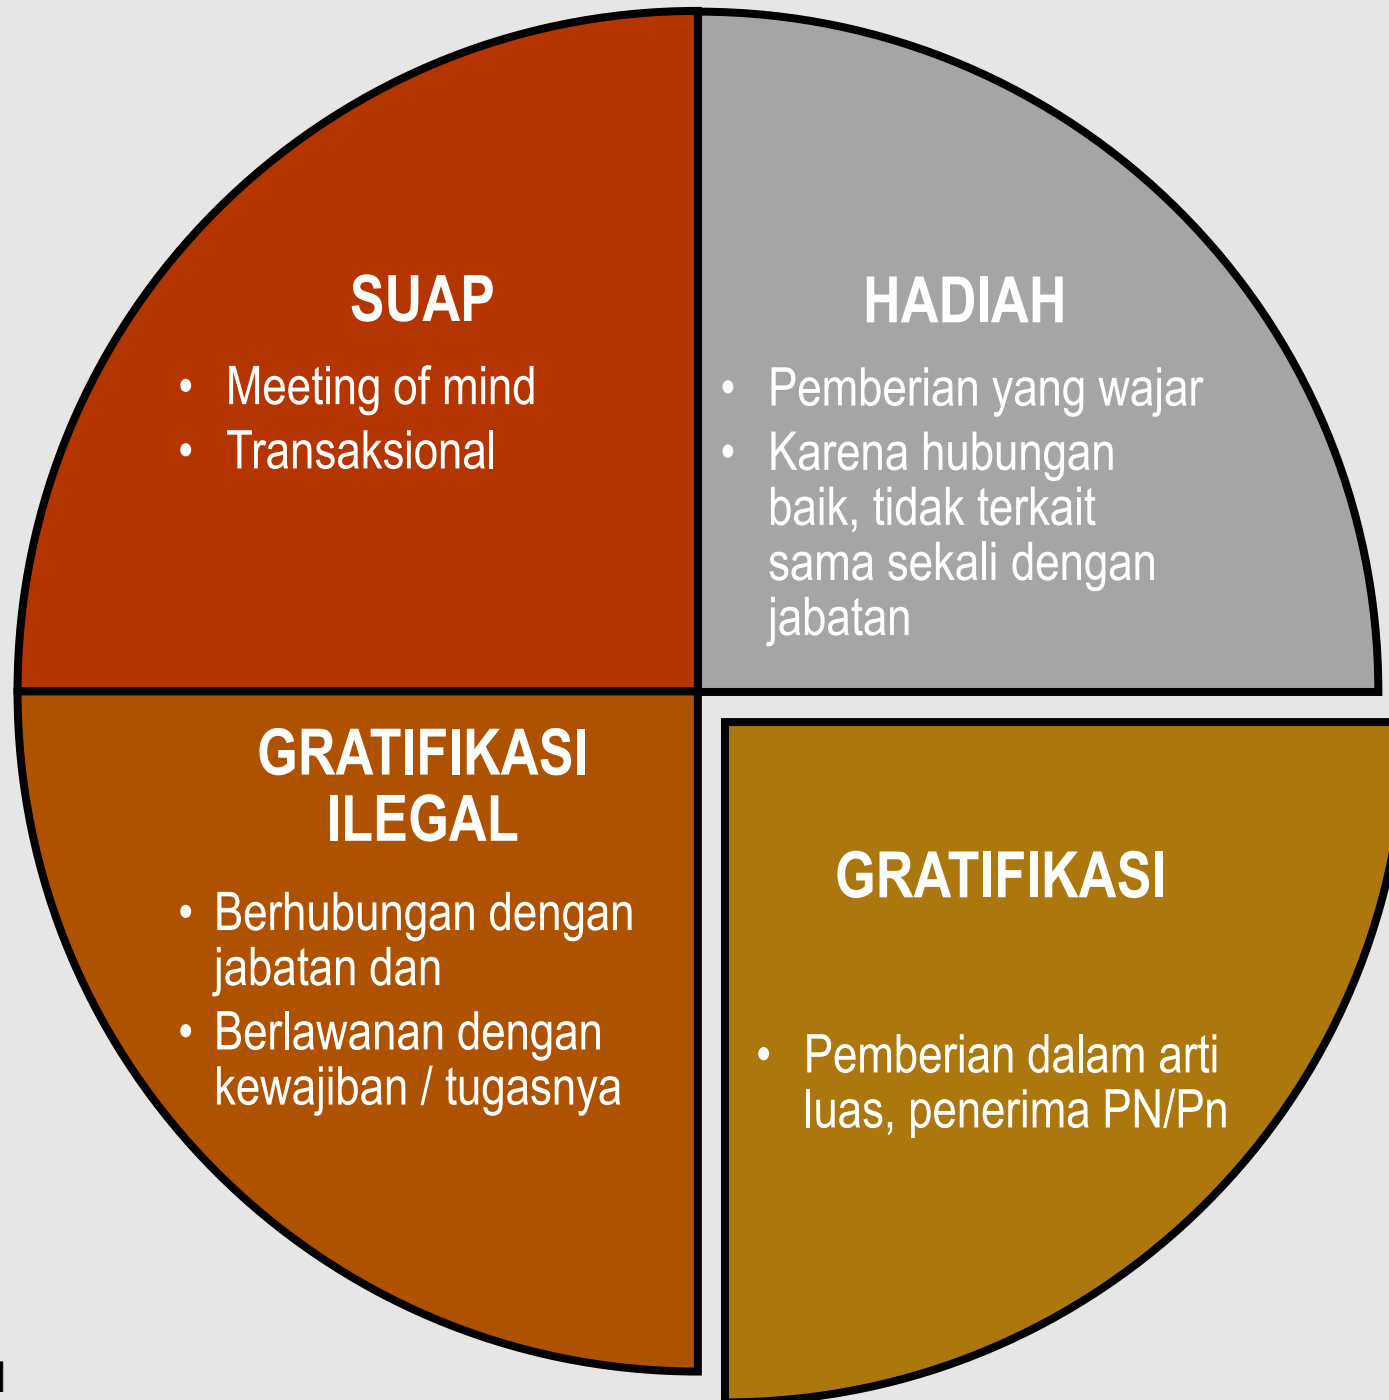 SUAP
• Meeting of mind
• Transaksional
HADIAH
• Pemberian yang wajar
• Karena hubungan
baik, tidak terkait
sama sekali dengan
jabatan
GRATIFIKASI
ILEGAL
• Berhubungan dengan
jabatan dan
• Berlawanan dengan
kewajiban / tugasnya
GRATIFIKASI
• Pemberian dalam arti
luas, penerima PN/Pn